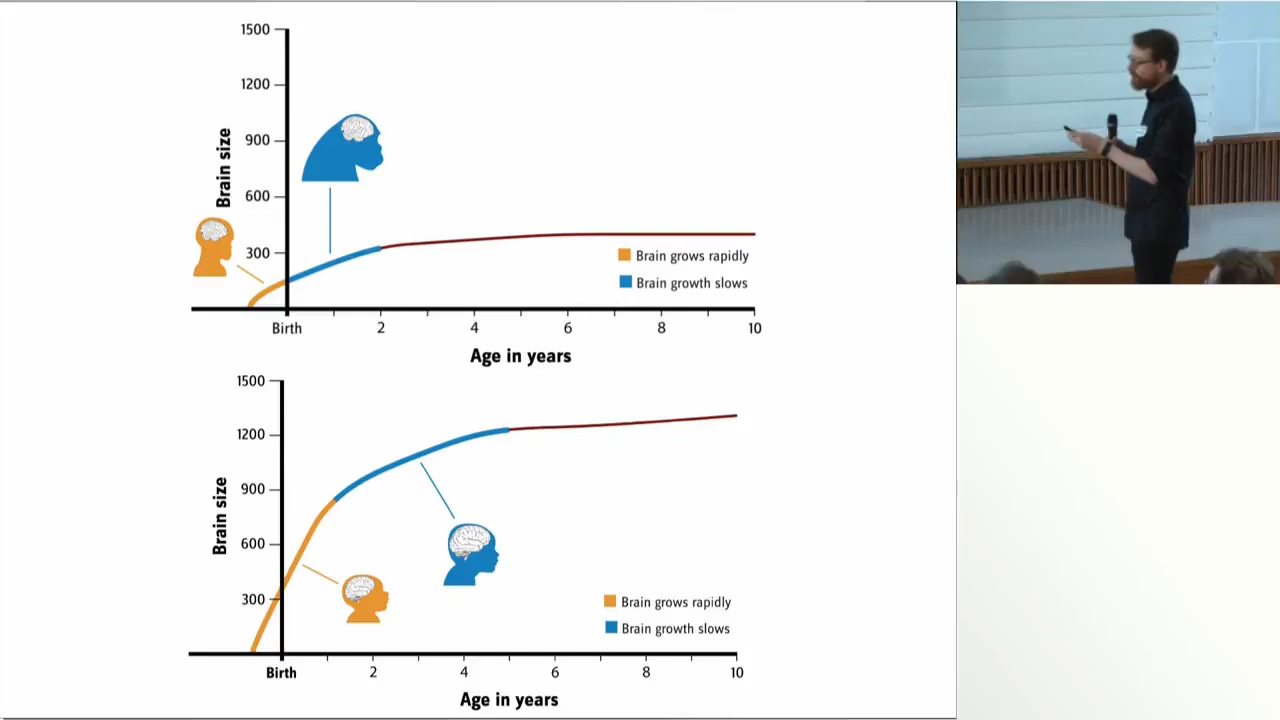 1500
1200
900
600
300
Brain size
Brain grows rapidly
Brain growth slows
Birth 2 4 6 8 10
Age in years
1500
1200
900
600
300
Brain size
Brain grows rapidly
Brain growth slows
Birth 2 4 6 8 10
Age in years